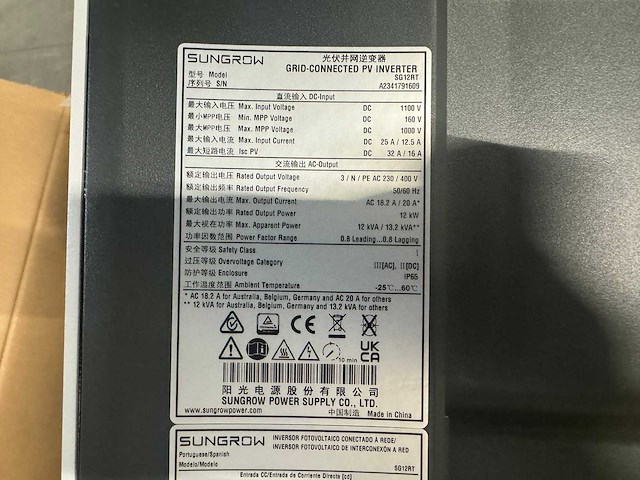 SUNGROW 光伏并网逆变器
GRID-CONNECTED PV INVERTER
型号 Model SG12RT
序列号 S/N A2341791609
直流输入 DC-Input
最大输入电压 Max. Input Voltage DC 1100 V
最小MPP电压 Min. MPP Voltage DC 160 V
最大MPP电压 Max. MPP Voltage DC 1000 V
最大输入电流 Max. Input Current DC 25 A / 12.5 A
最大短路电流 Isc PV DC 32 A / 16 A
交流输出 AC-Output
额定输出电压 Rated Output Voltage 3 / N / PE AC 230 / 400 V
额定输出频率 Rated Output Frequency 50/60 Hz
最大输出电流 Max. Output Current AC 18.2 A / 20 A*
额定输出功率 Rated Output Power 12 kW
最大视在功率 Max. Apparent Power 12 kVA / 13.2 kVA**
功率因数范围 Power Factor Range 0.8 Leading...0.8 Lagging
安全等级 Safety Class I
过压等级 Overvoltage Category III[AC], II[DC]
防护等级 Enclosure IP65
工作温度范围 Ambient Temperature -25℃...60℃
* AC 18.2 A for Australia, Belgium, Germany and AC 20 A for others
** 12 kVA for Australia, Belgium, Germany and 13.2 kVA for others
CE
10 min
UK
CA
阳光电源股份有限公司
SUNGROW POWER SUPPLY CO., LTD.
www.sungrowpower.com 中国制造 Made in China
SUNGROW INVERSOR FOTOVOLTAICO CONECTADO A REDE/
Portuguese/Spanish INVERSOR FOTOVOLTAICO DE INTERCONEXIÓN A RED
Modelo/Modelo SG12RT
Entrada CC/Entrada de Corriente Directa [cd]